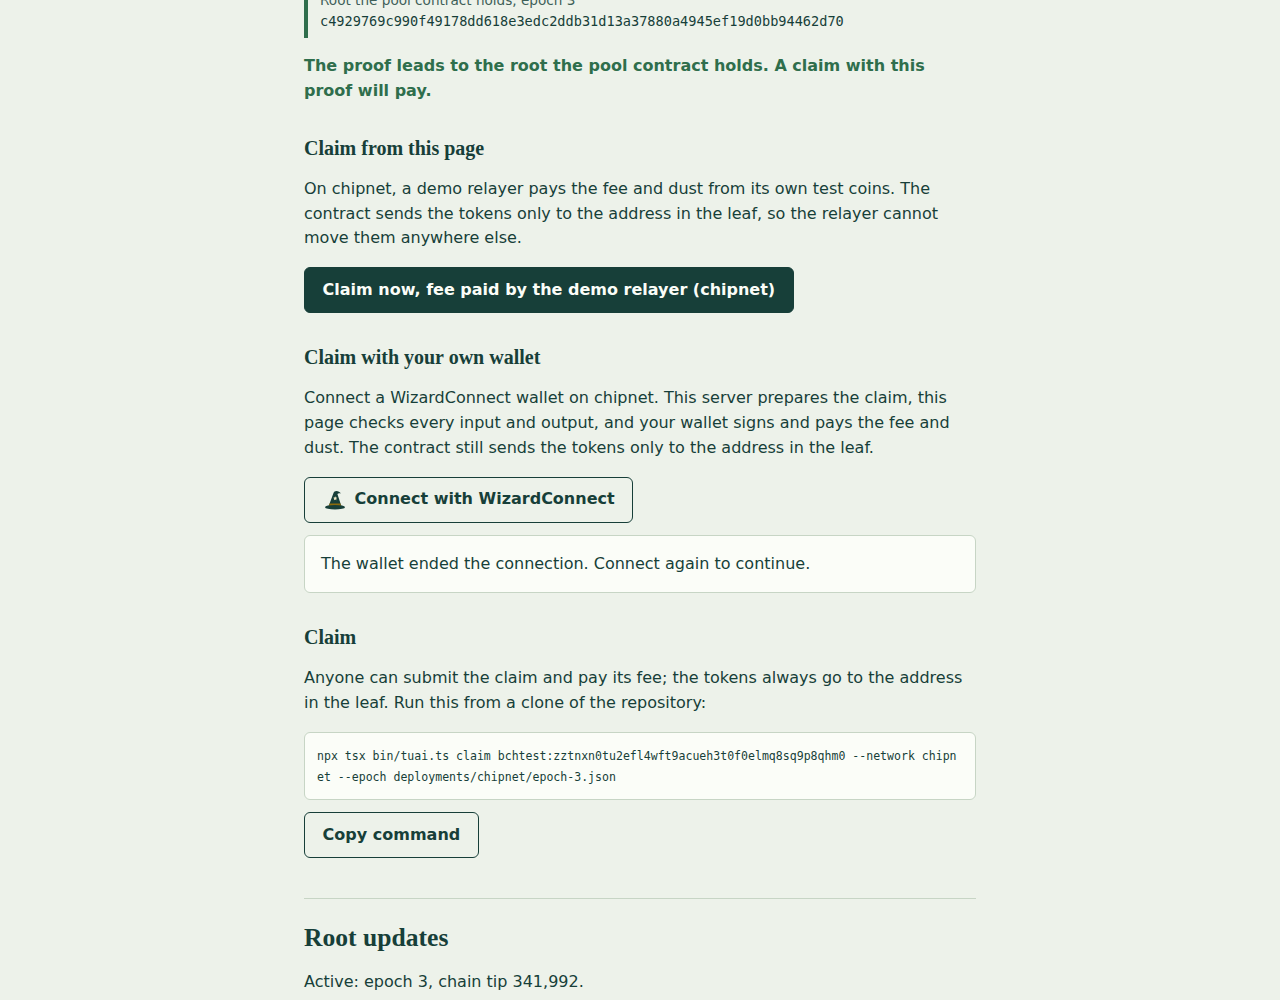 Root the pool contract holds, epoch 3
c4929769c990f49178dd618e3edc2ddb31d13a37880a4945ef19d0bb94462d70
The proof leads to the root the pool contract holds. A claim with this
proof will pay.
Claim from this page
On chipnet, a demo relayer pays the fee and dust from its own test coins. The
contract sends the tokens only to the address in the leaf, so the relayer cannot
move them anywhere else.
Claim now, fee paid by the demo relayer (chipnet)
Claim with your own wallet
Connect a WizardConnect wallet on chipnet. This server prepares the claim, this
page checks every input and output, and your wallet signs and pays the fee and
dust. The contract still sends the tokens only to the address in the leaf.
Connect with WizardConnect
The wallet ended the connection. Connect again to continue.
Claim
Anyone can submit the claim and pay its fee; the tokens always go to the address
in the leaf. Run this from a clone of the repository:
npx tsx bin/tuai.ts claim bchtest:zztnxn0tu2efl4wft9acueh3t0f0elmq8sq9p8qhm0 --network chipn
et --epoch deployments/chipnet/epoch-3.json
Copy command
Root updates
Active: epoch 3, chain tip 341,992.